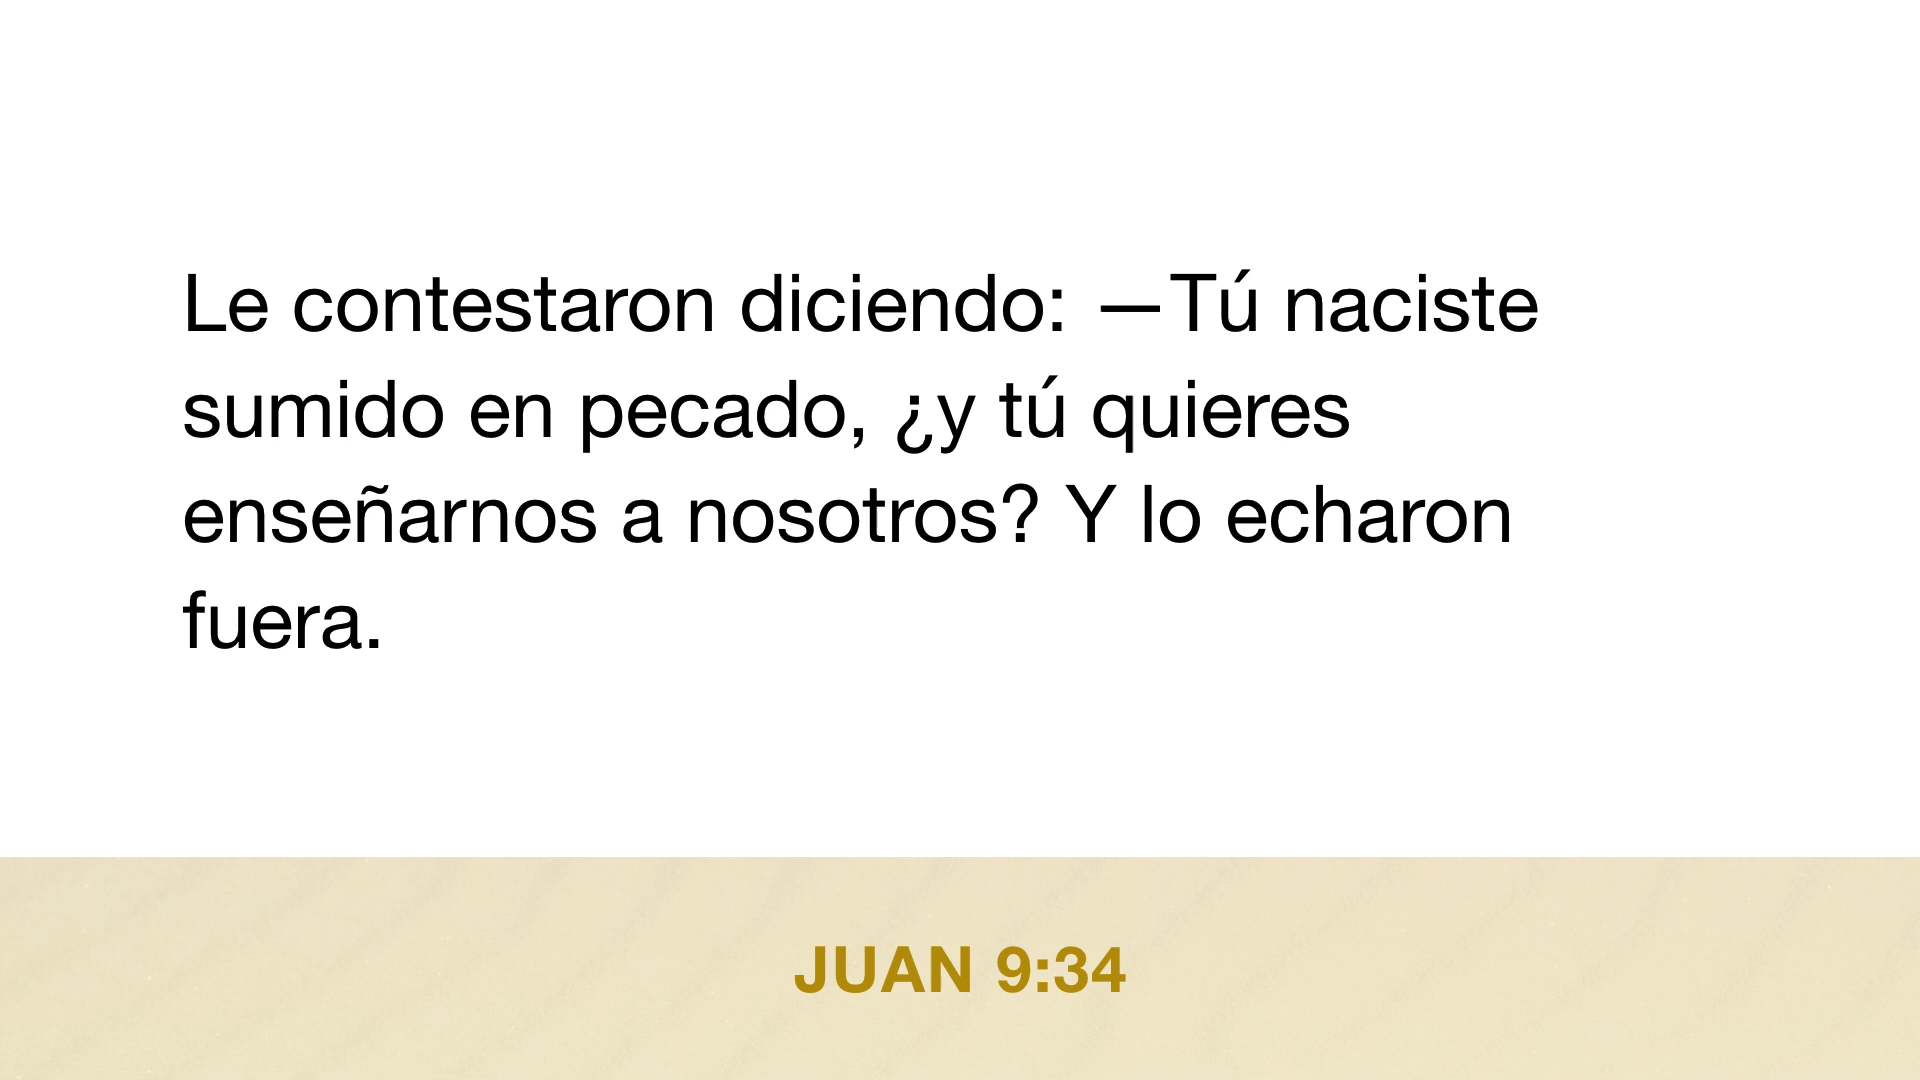 Le contestaron diciendo: —Tú naciste
sumido en pecado, ¿y tú quieres
enseñarnos a nosotros? Y lo echaron
fuera.
JUAN 9:34